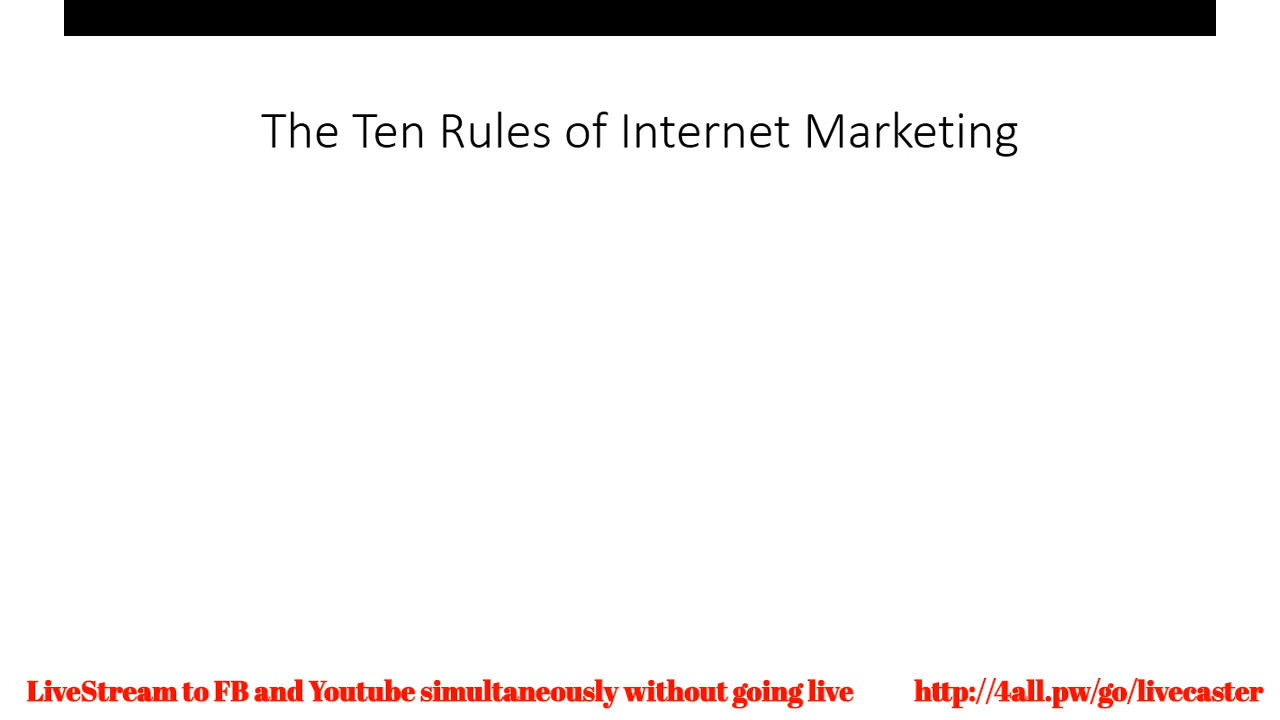 The Ten Rules of Internet Marketing
LiveStream to FB and Youtube simultaneously without going live http://4all.pw/go/livecaster